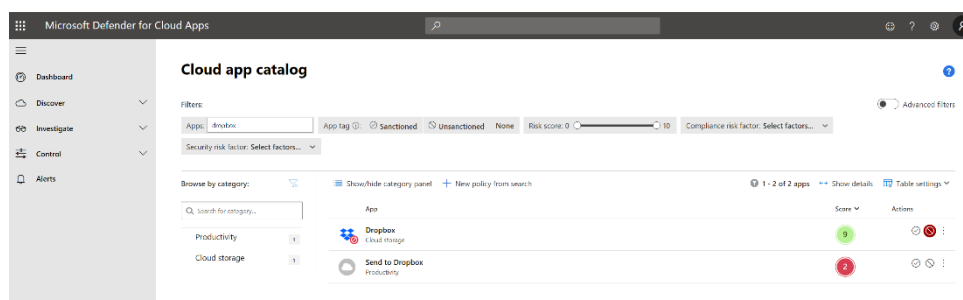 Microsoft Defender for Cloud Apps
Dashboard
Discover
Investigate
Control
Alerts
Cloud app catalog
Filters:
Advanced filters
Apps: dropbox
App tag: Sanctioned Unsanctioned None
Risk score: 0 10
Compliance risk factor: Select factors...
Security risk factor: Select factors...
Browse by category:
Show/hide category panel
New policy from search
1 - 2 of 2 apps
Show details
Table settings
Search for category...
Productivity 1
Cloud storage 1
App Score Actions
Dropbox 9
Cloud storage
Send to Dropbox 2
Productivity